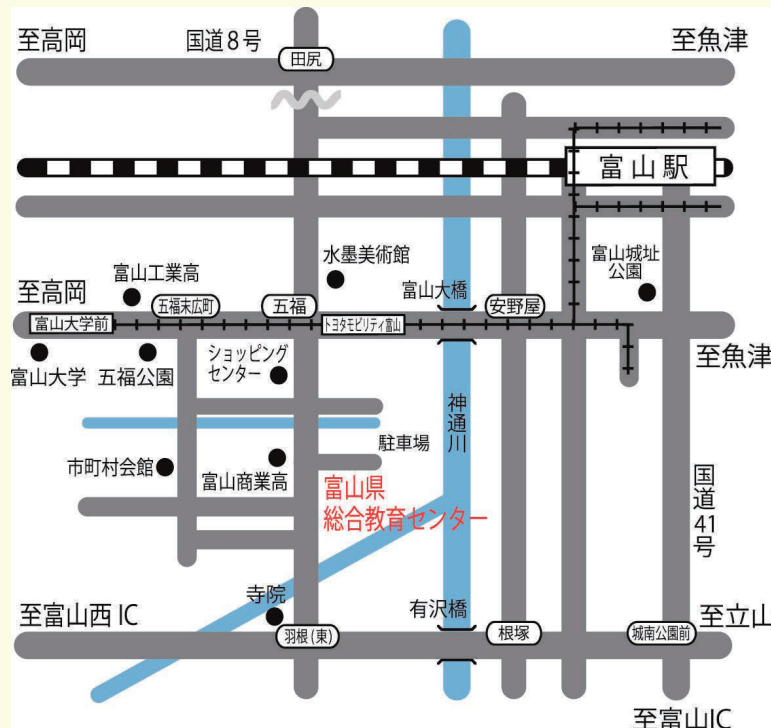 至高岡
国道8号
田尻
至魚津
富山駅
水墨美術館
富山城址
公園
富山工業高
富山大橋
至高岡
五福末広町
五福
安野屋
富山大学前
トヨタモビリティ富山
至魚津
富山大学
五福公園
ショッピング
センター
神通川
駐車場
市町村会館
富山商業高
富山県
総合教育センター
国道41号
寺院
有沢橋
至富山西IC
羽根(東)
根塚
城南公園前
至立山
至富山IC